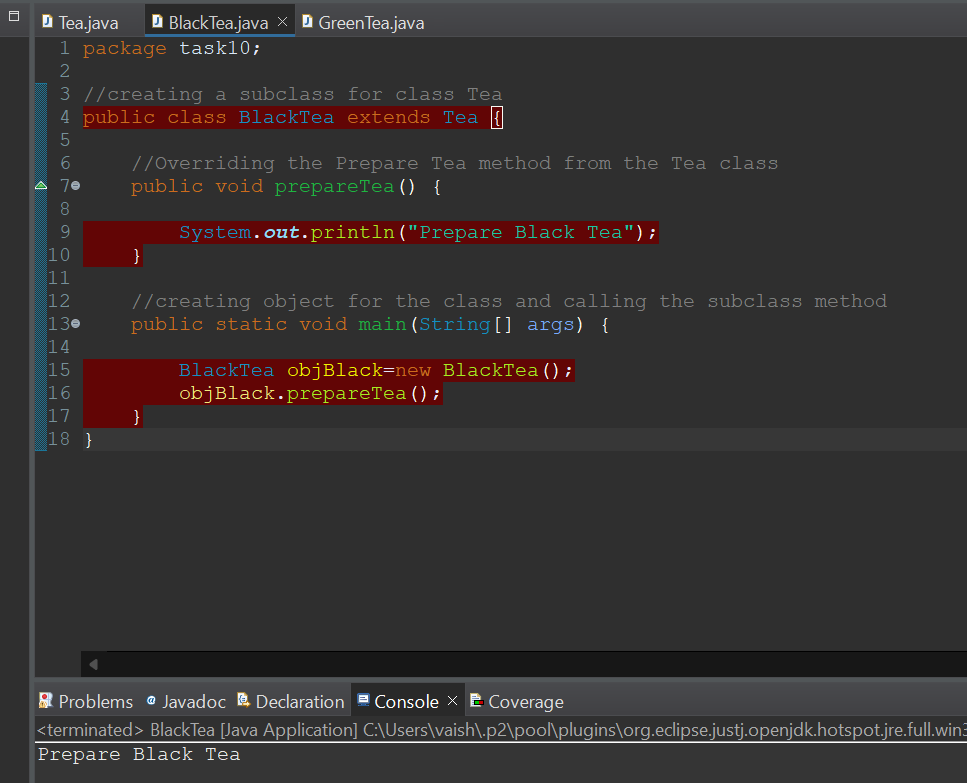 Tea.java BlackTea.java GreenTea.java
1 package task10;
2
3 //creating a subclass for class Tea
4 public class BlackTea extends Tea {
5
6     //Overriding the Prepare Tea method from the Tea class
7     public void prepareTea() {
8
9         System.out.println("Prepare Black Tea");
10     }
11
12     //creating object for the class and calling the subclass method
13     public static void main(String[] args) {
14
15         BlackTea objBlack=new BlackTea();
16         objBlack.prepareTea();
17     }
18 }
Problems Javadoc Declaration Console Coverage
<terminated> BlackTea [Java Application] C:\Users\vaish\.p2\pool\plugins\org.eclipse.justj.openjdk.hotspot.jre.full.win3
Prepare Black Tea